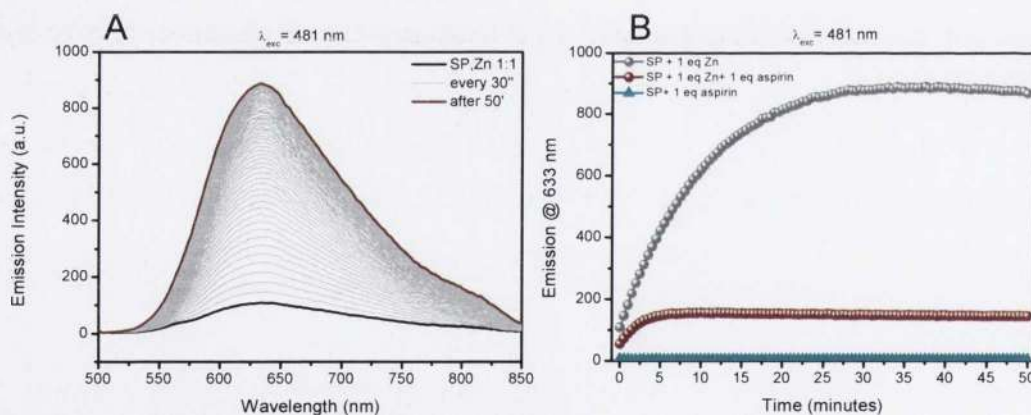 A
λexc= 481 nm
Emission Intensity (a.u.)
1000
800
600
400
200
0
SP,Zn 1:1
every 30"
after 50'
500
550
600
650
700
750
800
850
Wavelength (nm)
B
λexc= 481 nm
Emission @ 633 nm
1000
800
600
400
200
0
SP + 1 eq Zn
SP + 1 eq Zn+ 1 eq aspirin
SP+ 1 eq aspirin
0
5
10
15
20
25
30
35
40
45
50
Time (minutes)